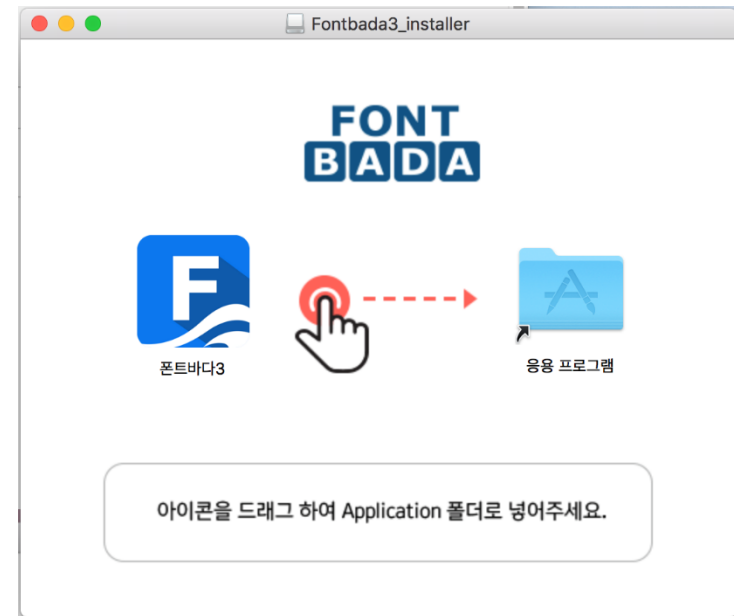 Fontbada3_installer
FONT
BADA
폰트바다3
응용 프로그램
아이콘을 드래그 하여 Application 폴더로 넣어주세요.